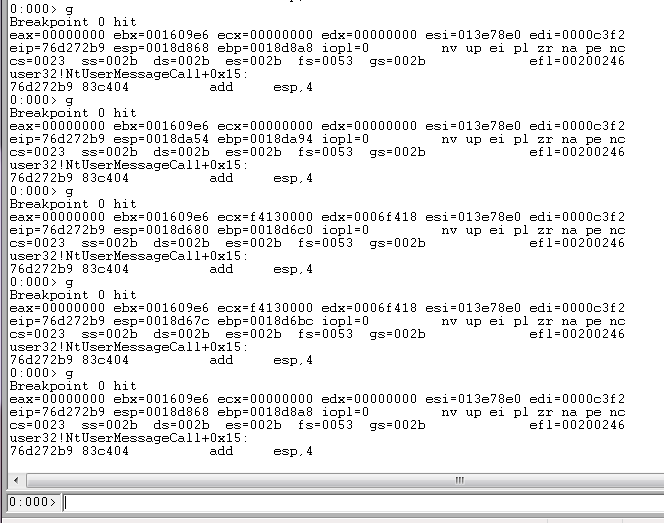 0:000> g
Breakpoint 0 hit
eax=00000000 ebx=001609e6 ecx=00000000 edx=00000000 esi=013e78e0 edi=0000c3f2
eip=76d272b9 esp=0018d868 ebp=0018d8a8 iopl=0         nv up ei pl zr na pe nc
cs=0023  ss=002b  ds=002b  es=002b  fs=0053  gs=002b             efl=00200246
user32!NtUserMessageCall+0x15:
76d272b9 83c404          add     esp,4
0:000> g
Breakpoint 0 hit
eax=00000000 ebx=001609e6 ecx=00000000 edx=00000000 esi=013e78e0 edi=0000c3f2
eip=76d272b9 esp=0018da54 ebp=0018da94 iopl=0         nv up ei pl zr na pe nc
cs=0023  ss=002b  ds=002b  es=002b  fs=0053  gs=002b             efl=00200246
user32!NtUserMessageCall+0x15:
76d272b9 83c404          add     esp,4
0:000> g
Breakpoint 0 hit
eax=00000000 ebx=001609e6 ecx=f4130000 edx=0006f418 esi=013e78e0 edi=0000c3f2
eip=76d272b9 esp=0018d680 ebp=0018d6c0 iopl=0         nv up ei pl zr na pe nc
cs=0023  ss=002b  ds=002b  es=002b  fs=0053  gs=002b             efl=00200246
user32!NtUserMessageCall+0x15:
76d272b9 83c404          add     esp,4
0:000> g
Breakpoint 0 hit
eax=00000000 ebx=001609e6 ecx=f4130000 edx=0006f418 esi=013e78e0 edi=0000c3f2
eip=76d272b9 esp=0018d67c ebp=0018d6bc iopl=0         nv up ei pl zr na pe nc
cs=0023  ss=002b  ds=002b  es=002b  fs=0053  gs=002b             efl=00200246
user32!NtUserMessageCall+0x15:
76d272b9 83c404          add     esp,4
0:000> g
Breakpoint 0 hit
eax=00000000 ebx=001609e6 ecx=00000000 edx=00000000 esi=013e78e0 edi=0000c3f2
eip=76d272b9 esp=0018d868 ebp=0018d8a8 iopl=0         nv up ei pl zr na pe nc
cs=0023  ss=002b  ds=002b  es=002b  fs=0053  gs=002b             efl=00200246
user32!NtUserMessageCall+0x15:
76d272b9 83c404          add     esp,4
0:000>